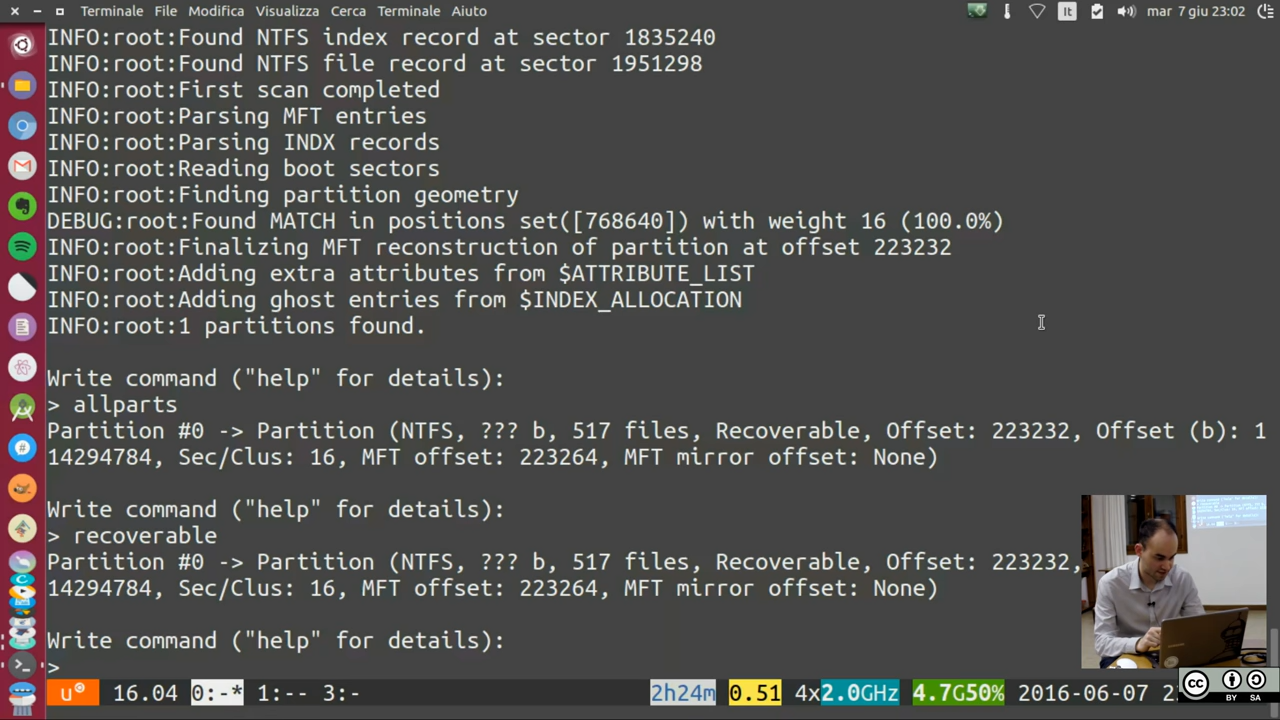 Terminale File Modifica Visualizza Cerca Terminale Aiuto It mar 7 giu 23:02
INFO:root:Found NTFS index record at sector 1835240
INFO:root:Found NTFS file record at sector 1951298
INFO:root:First scan completed
INFO:root:Parsing MFT entries
INFO:root:Parsing INDX records
INFO:root:Reading boot sectors
INFO:root:Finding partition geometry
DEBUG:root:Found MATCH in positions set([768640]) with weight 16 (100.0%)
INFO:root:Finalizing MFT reconstruction of partition at offset 223232
INFO:root:Adding extra attributes from $ATTRIBUTE_LIST
INFO:root:Adding ghost entries from $INDEX_ALLOCATION
INFO:root:1 partitions found.
Write command ("help" for details):
> allparts
Partition #0 -> Partition (NTFS, ??? b, 517 files, Recoverable, Offset: 223232, Offset (b): 1
14294784, Sec/Clus: 16, MFT offset: 223264, MFT mirror offset: None)
Write command ("help" for details):
> recoverable
Partition #0 -> Partition (NTFS, ??? b, 517 files, Recoverable, Offset: 223232,
14294784, Sec/Clus: 16, MFT offset: 223264, MFT mirror offset: None)
Write command ("help" for details):
>
u 16.04 0:-* 1:-- 3:- 2h24m 0.51 4x2.0GHz 4.7G50% 2016-06-07 2
cc BY SA